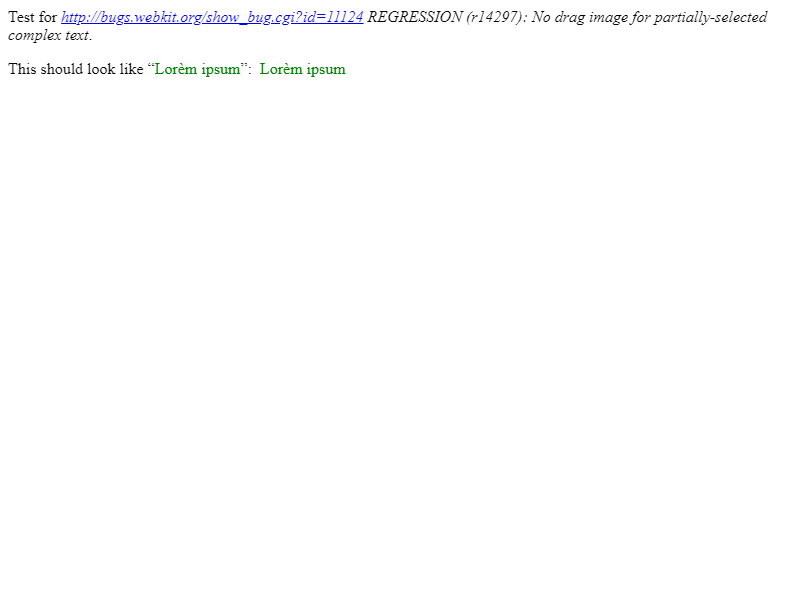 Test for http://bugs.webkit.org/show_bug.cgi?id=11124 REGRESSION (r14297): No drag image for partially-selected
complex text.
This should look like “Lorèm ipsum”: Lorèm ipsum